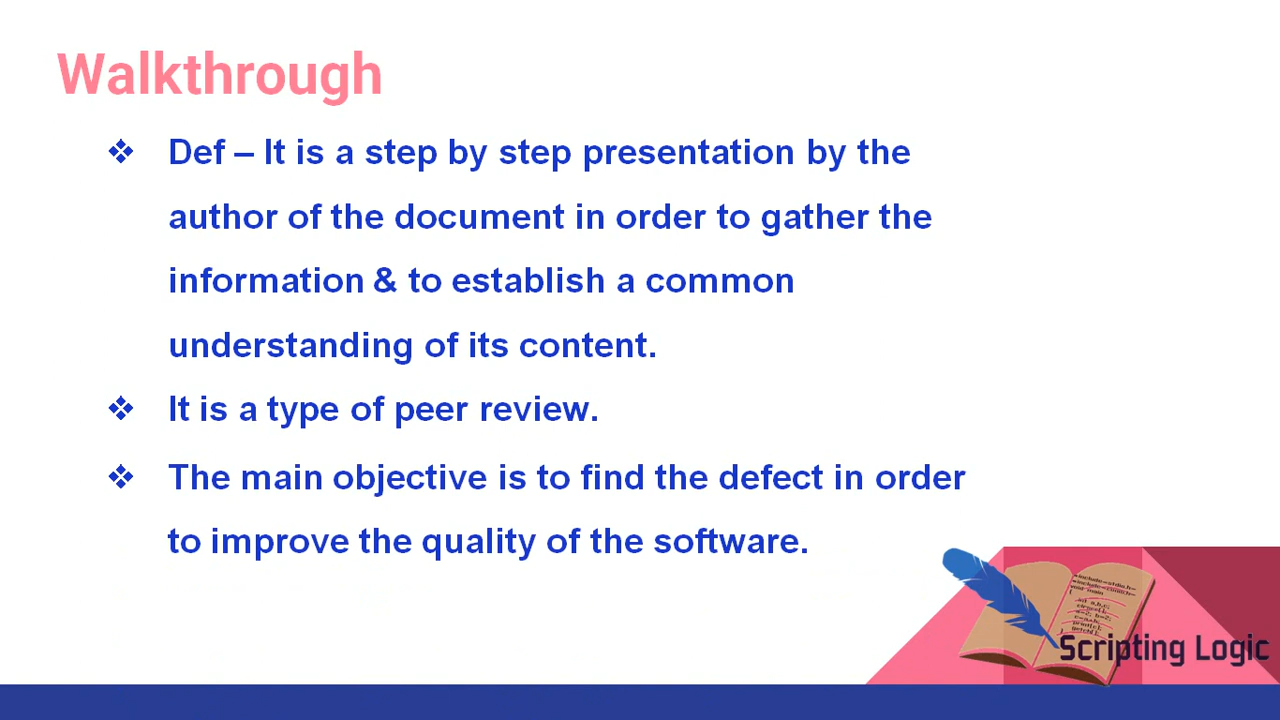 Walkthrough
❖ Def – It is a step by step presentation by the
author of the document in order to gather the
information & to establish a common
understanding of its content.
❖ It is a type of peer review.
❖ The main objective is to find the defect in order
to improve the quality of the software.
Scripting Logic